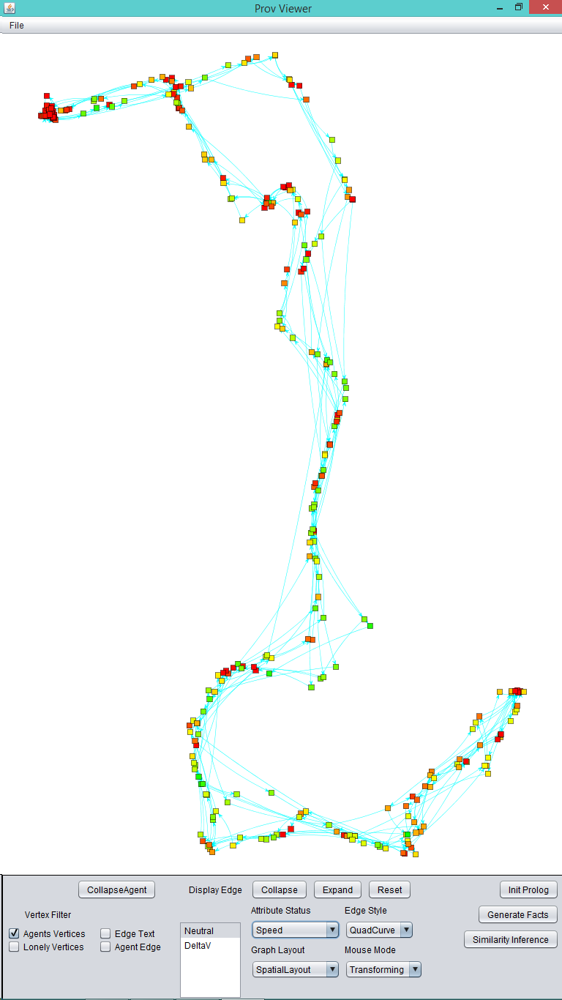 Prov Viewer
File
CollapseAgent
Display Edge
Collapse
Expand
Reset
Init Prolog
Vertex Filter
Attribute Status
Edge Style
Generate Facts
Agents Vertices
Edge Text
Neutral
Speed
QuadCurve
Similarity Inference
Lonely Vertices
Agent Edge
DeltaV
Graph Layout
Mouse Mode
SpatialLayout
Transforming